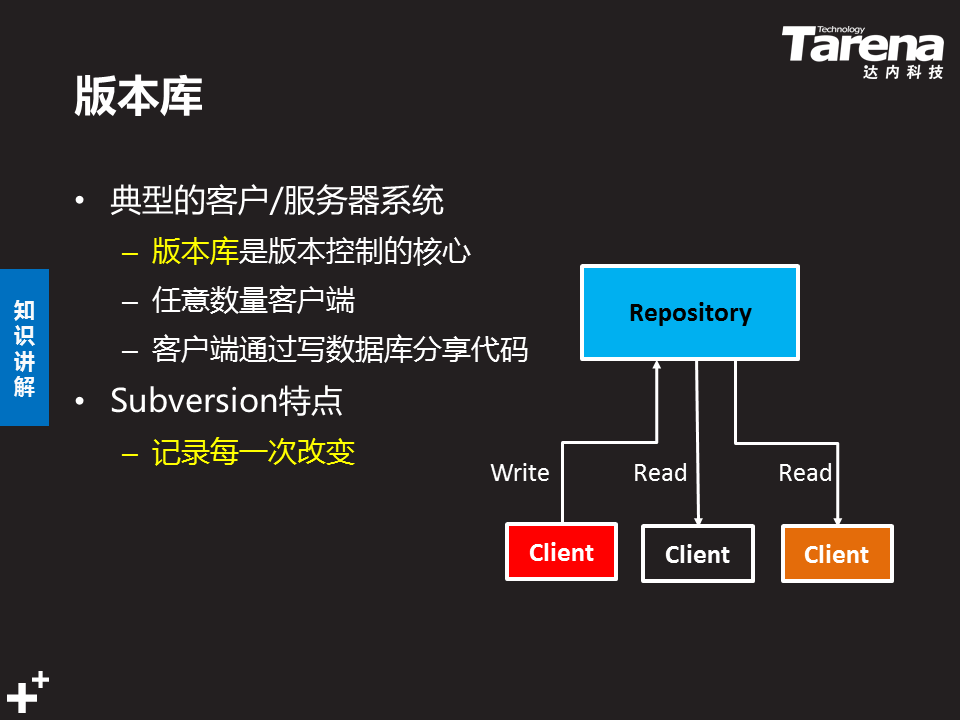 Technology
Tarena
达内科技
版本库
• 典型的客户/服务器系统
– 版本库是版本控制的核心
– 任意数量客户端
– 客户端通过写数据库分享代码
• Subversion特点
– 记录每一次改变
知识讲解
Repository
Write
Read
Read
Client
Client
Client